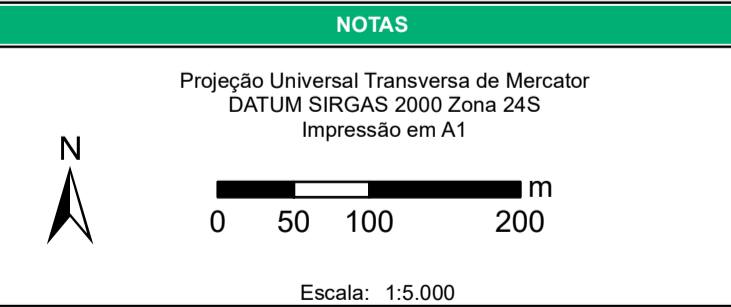 NOTAS
Projeção Universal Transversa de Mercator
DATUM SIRGAS 2000 Zona 24S
Impressão em A1
N
m
0 50 100 200
Escala: 1:5.000